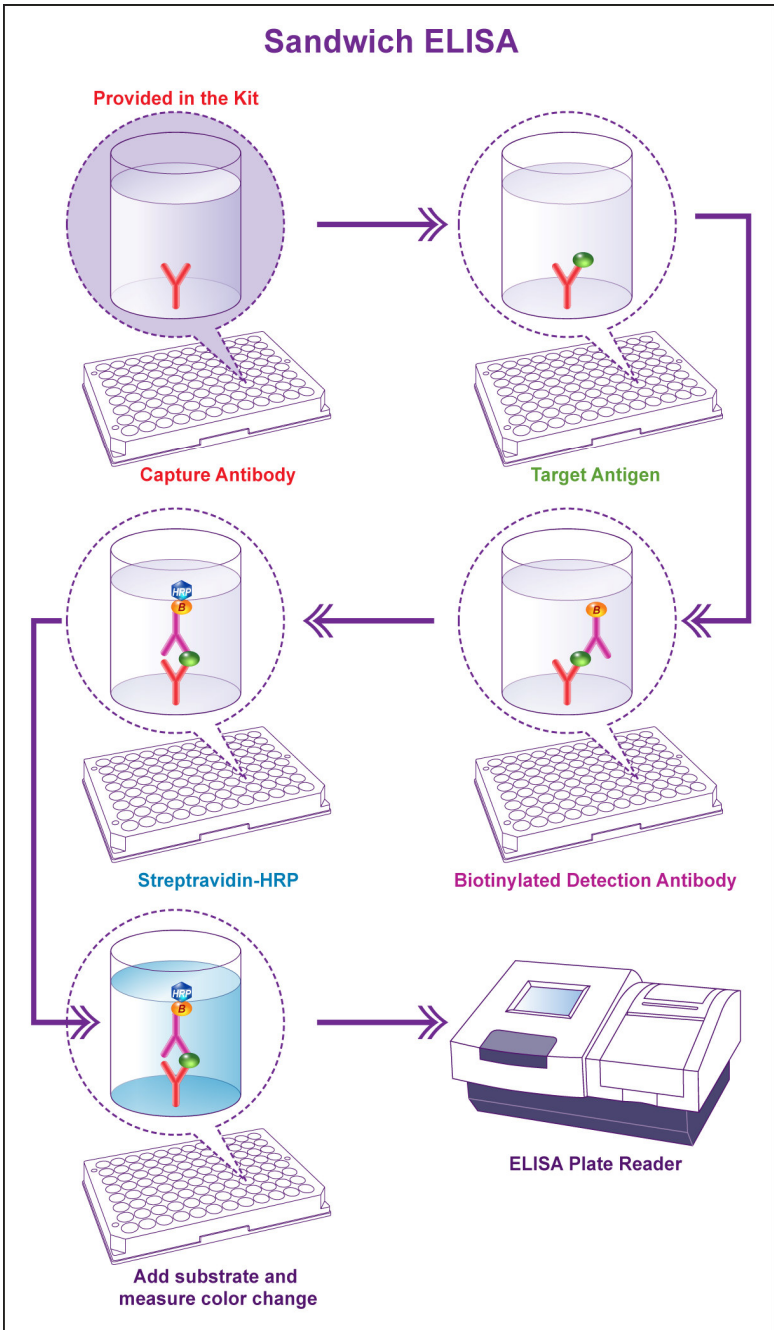 Sandwich ELISA
Provided in the Kit
Capture Antibody
Target Antigen
B
HRP
B
Streptravidin-HRP
Biotinylated Detection Antibody
HRP
B
Add substrate and
measure color change
ELISA Plate Reader